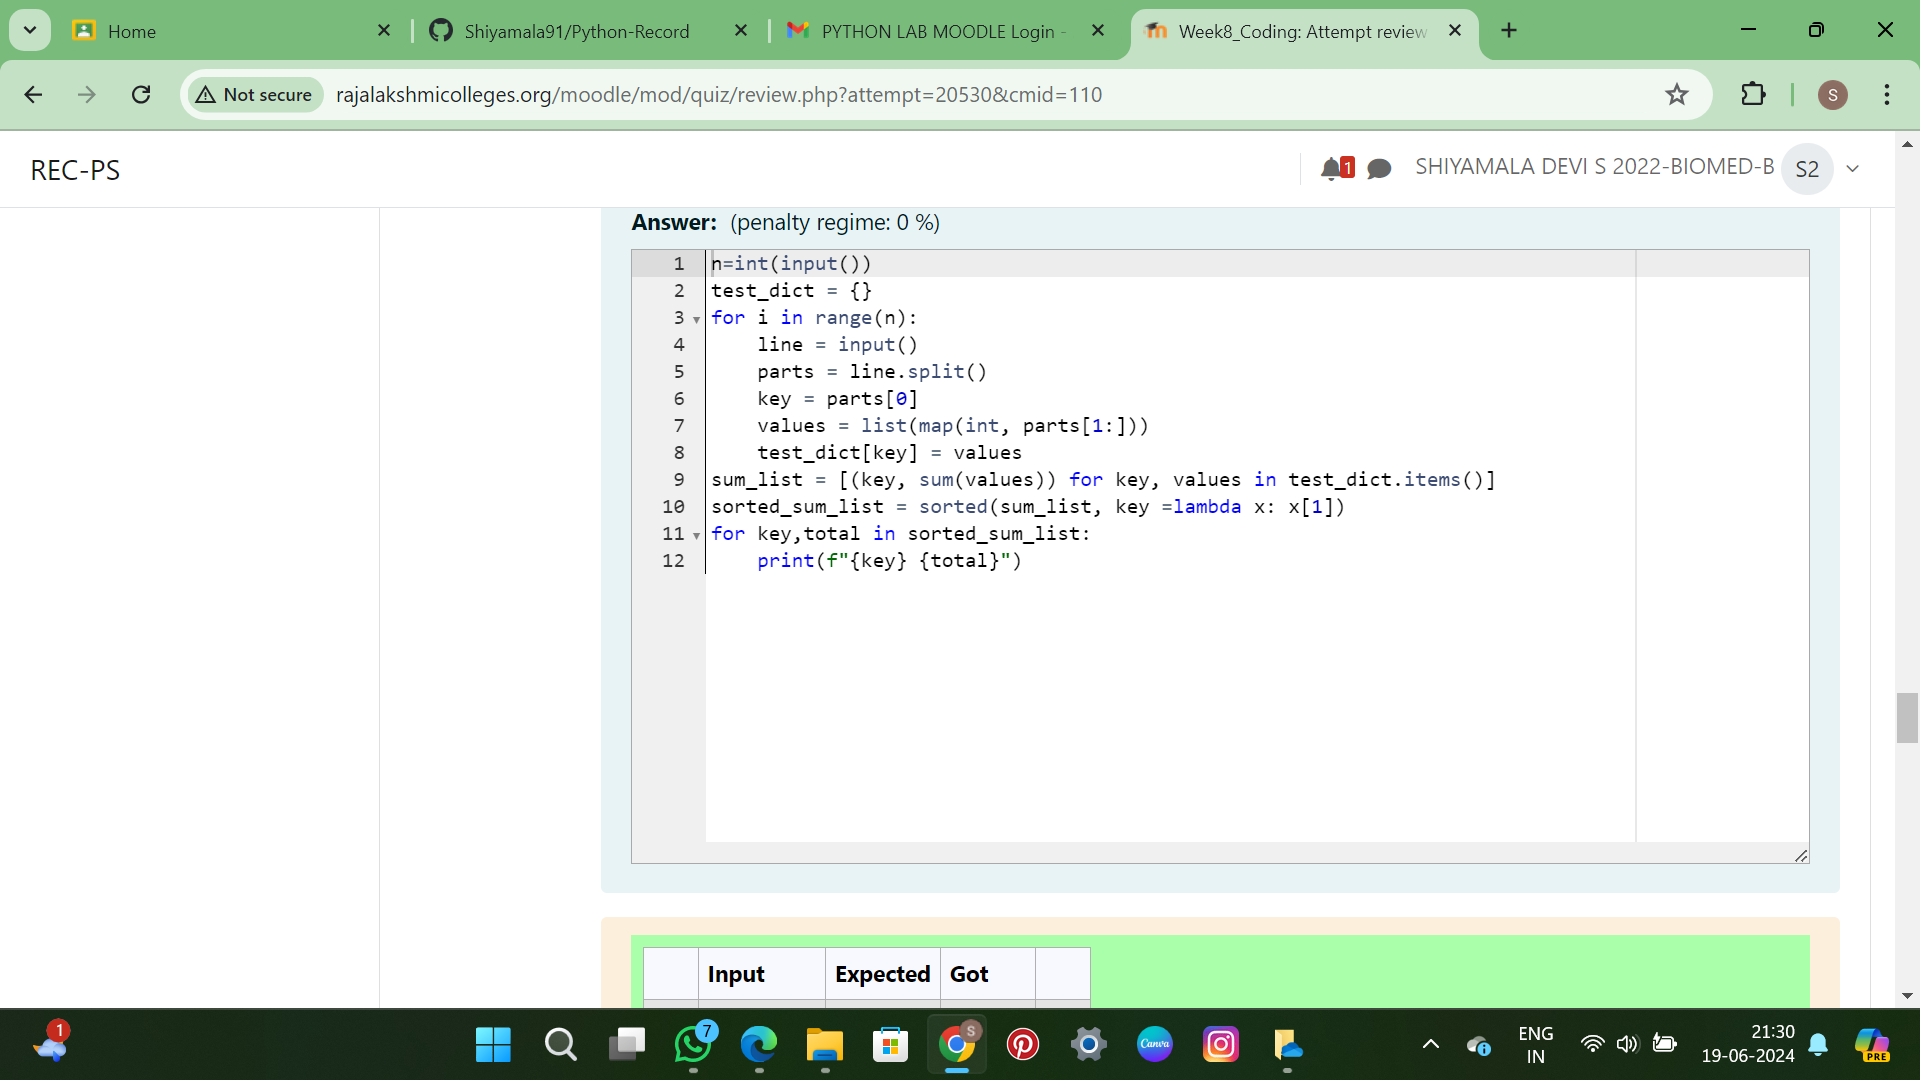 Home
Shiyamala91/Python-Record
PYTHON LAB MOODLE Login -
Week8_Coding: Attempt review
Not secure
rajalakshmicolleges.org/moodle/mod/quiz/review.php?attempt=20530&cmid=110
S
REC-PS
1
SHIYAMALA DEVI S 2022-BIOMED-B
S2
Answer: (penalty regime: 0 %)
1 n=int(input())
2 test_dict = {}
3 for i in range(n):
4     line = input()
5     parts = line.split()
6     key = parts[0]
7     values = list(map(int, parts[1:]))
8     test_dict[key] = values
9 sum_list = [(key, sum(values)) for key, values in test_dict.items()]
10 sorted_sum_list = sorted(sum_list, key =lambda x: x[1])
11 for key,total in sorted_sum_list:
12     print(f"{key} {total}")
Input Expected Got
1
7
S
Canva
ENG
IN
21:30
19-06-2024
PRE